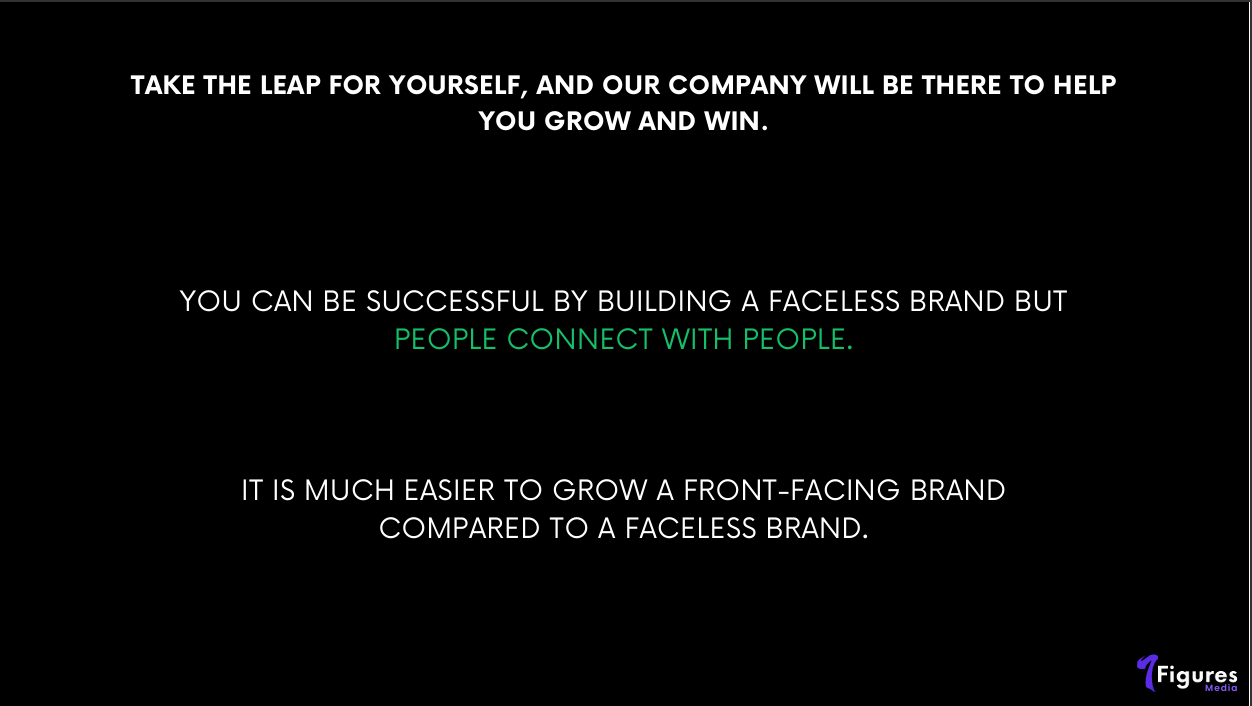 TAKE THE LEAP FOR YOURSELF, AND OUR COMPANY WILL BE THERE TO HELP
YOU GROW AND WIN.
YOU CAN BE SUCCESSFUL BY BUILDING A FACELESS BRAND BUT
PEOPLE CONNECT WITH PEOPLE.
IT IS MUCH EASIER TO GROW A FRONT-FACING BRAND
COMPARED TO A FACELESS BRAND.
7Figures
Media